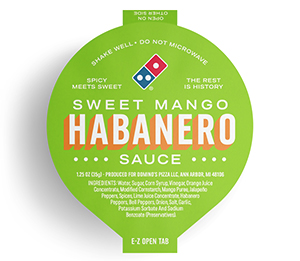 OPEN ANOTHER
OTHER SIDE
SHAKE WELL • DO NOT MICROWAVE
SPICY
MEETS SWEET
THE REST
IS HISTORY
SWEET MANGO
HABANERO
SAUCE
1.25 OZ (35g) • PRODUCED FOR DOMINO'S PIZZA LLC, ANN ARBOR, MI 48106
INGREDIENTS: Water, Sugar, Corn Syrup, Vinegar, Orange Juice
Concentrate, Modified Cornstarch, Mango Puree, Jalapeño
Peppers, Spices, Lime Juice Concentrate, Habanero
Peppers, Bell Peppers, Onion, Salt, Garlic,
Potassium Sorbate And Sodium
Benzoate (Preservatives).
E-Z OPEN TAB